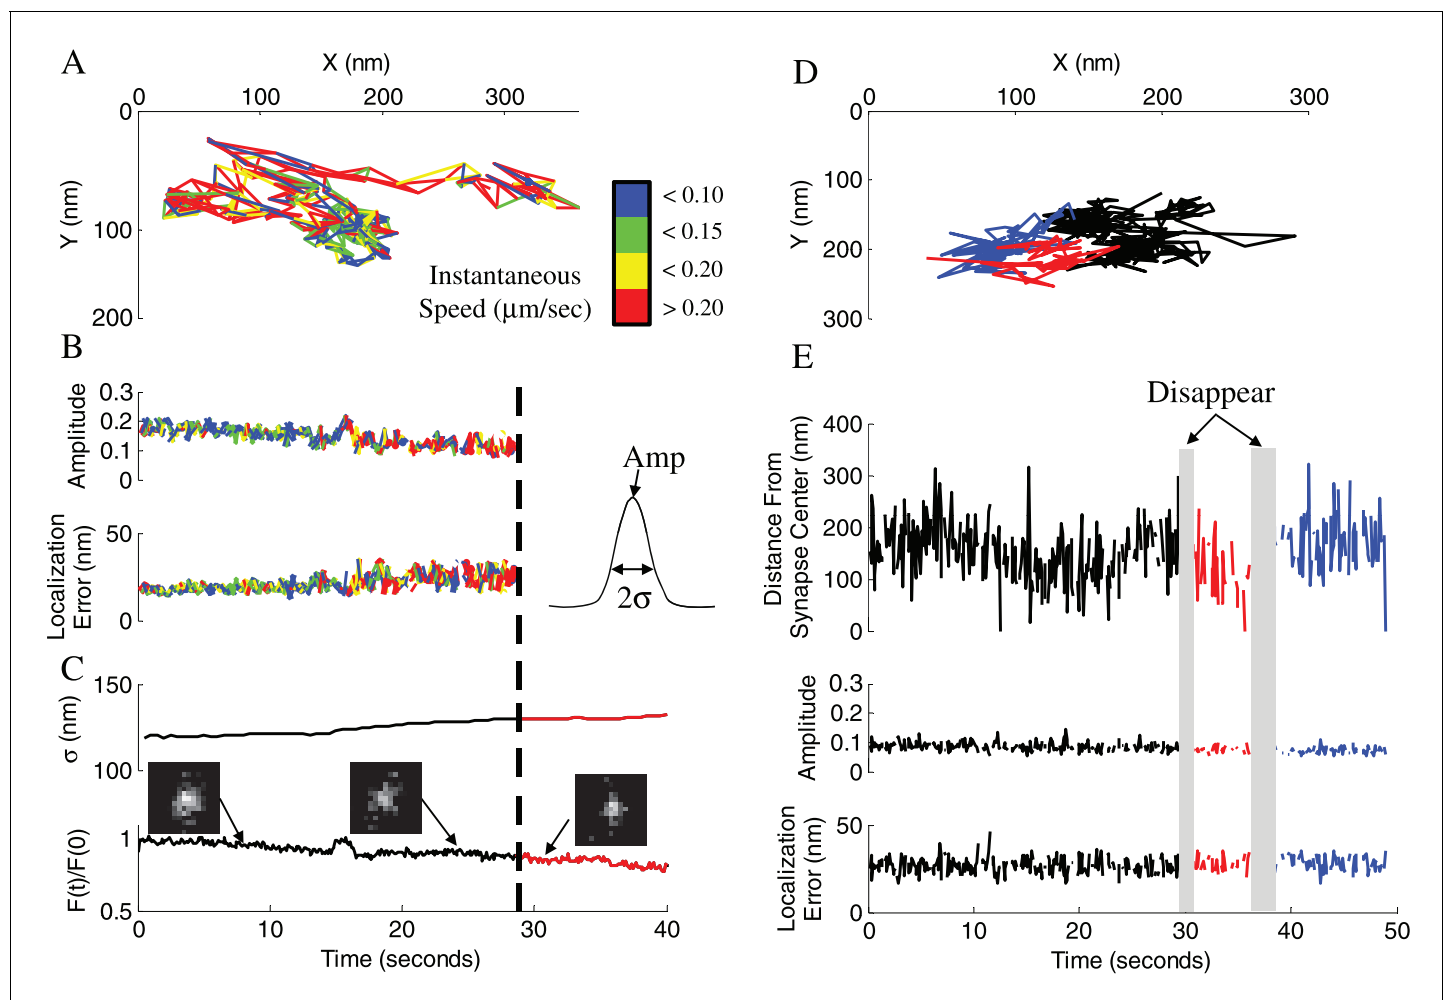 A
X (nm)
0 100 200 300
0
100
200
Y (nm)
Instantaneous
Speed (µm/sec)
< 0.10
< 0.15
< 0.20
> 0.20
B
Amplitude
0.3
0.2
0.1
0
Localization
Error (nm)
50
0
Amp
2σ
C
σ (nm)
150
100
F(t)/F(0)
1
0.5
0 10 20 30 40
Time (seconds)
D
X (nm)
0 100 200 300
0
100
200
300
Y (nm)
E
Disappear
Distance From
Synapse Center (nm)
400
300
200
100
0
Amplitude
0.3
0.2
0.1
0
Localization
Error (nm)
50
0
0 10 20 30 40 50
Time (seconds)